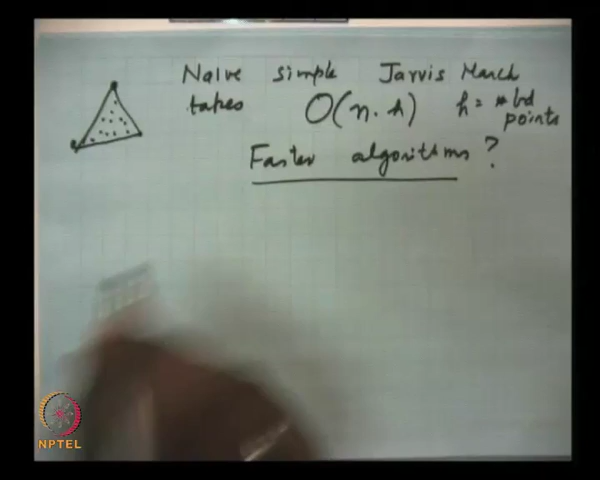 Naive simple Jarvis March
takes O(n.h) h = # bd
points
Faster algorithms ?
NPTEL